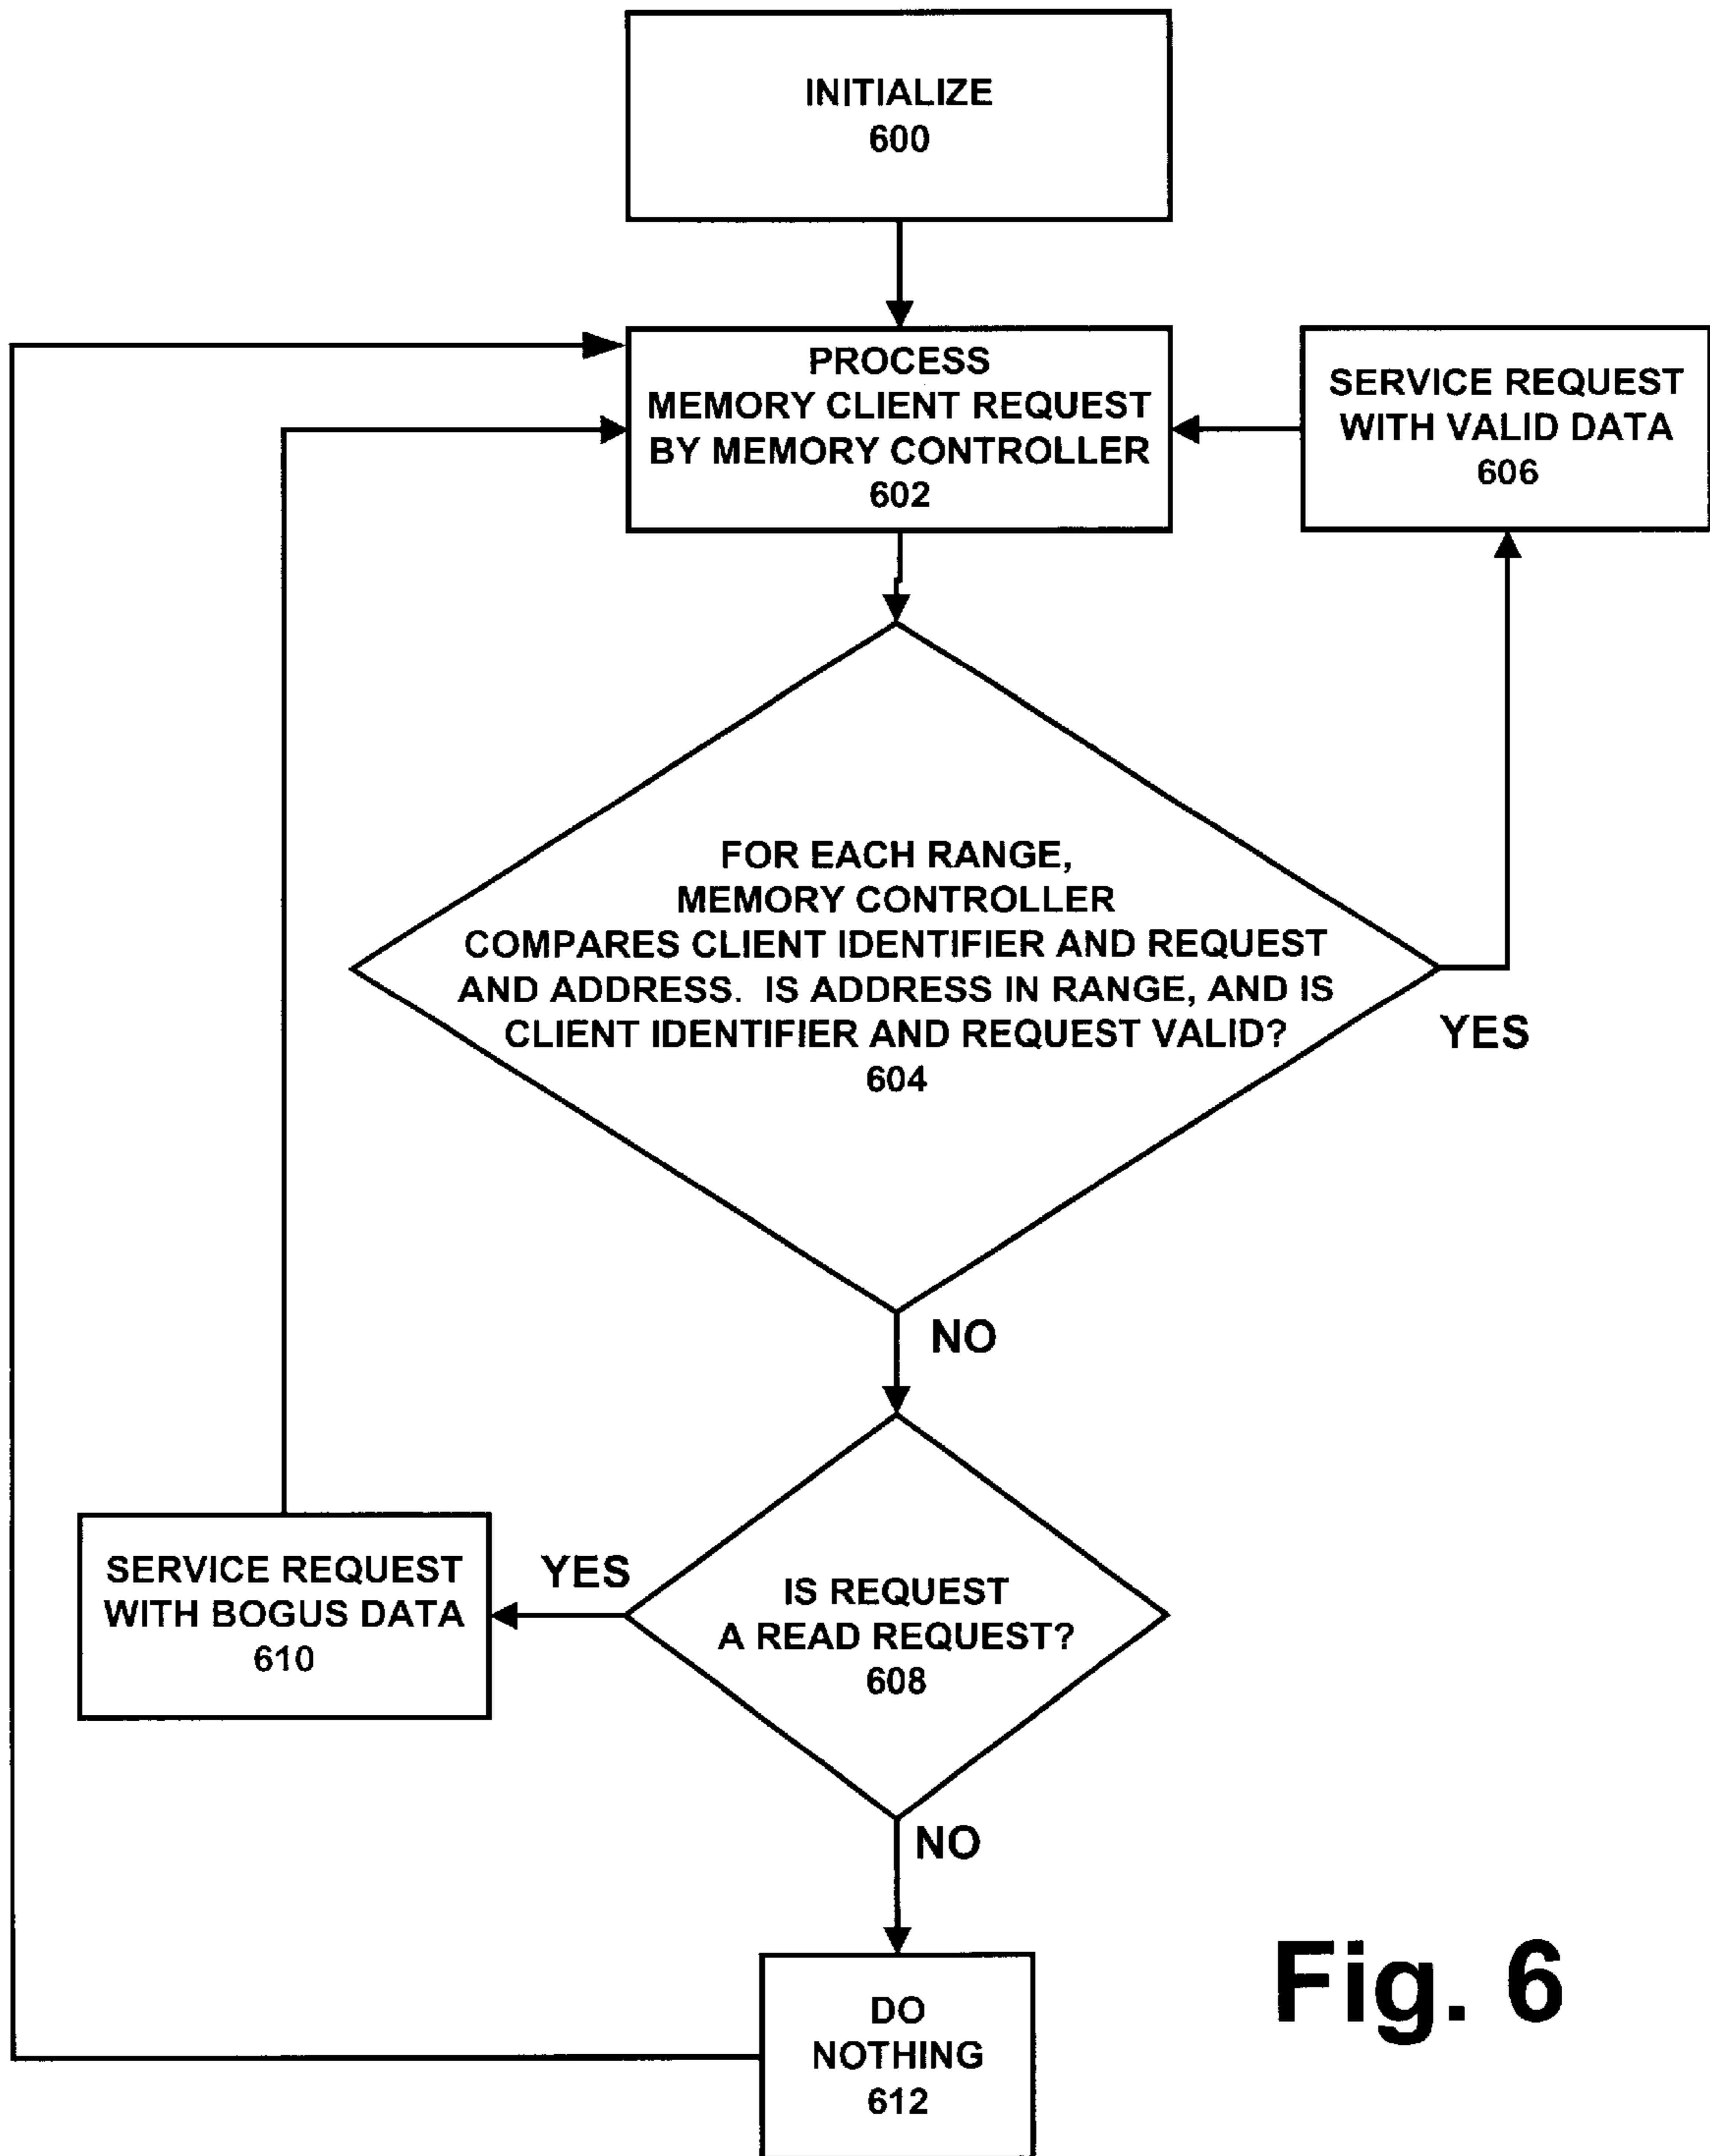 INITIALIZE
600
PROCESS
MEMORY CLIENT REQUEST
BY MEMORY CONTROLLER
602
SERVICE REQUEST
WITH VALID DATA
606
FOR EACH RANGE,
MEMORY CONTROLLER
COMPARES CLIENT IDENTIFIER AND REQUEST
AND ADDRESS. IS ADDRESS IN RANGE, AND IS
CLIENT IDENTIFIER AND REQUEST VALID?
604
YES
NO
SERVICE REQUEST
WITH BOGUS DATA
610
YES
IS REQUEST
A READ REQUEST?
608
NO
DO
NOTHING
612
Fig. 6